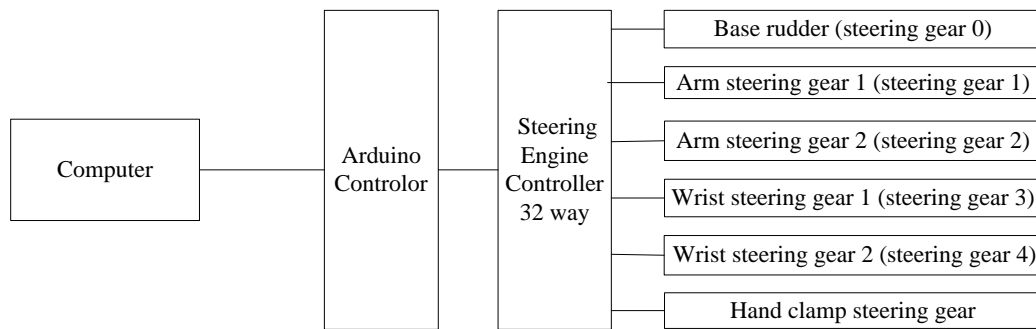 Computer
Arduino
Controlor
Steering
Engine
Controller
32 way
Base rudder (steering gear 0)
Arm steering gear 1 (steering gear 1)
Arm steering gear 2 (steering gear 2)
Wrist steering gear 1 (steering gear 3)
Wrist steering gear 2 (steering gear 4)
Hand clamp steering gear